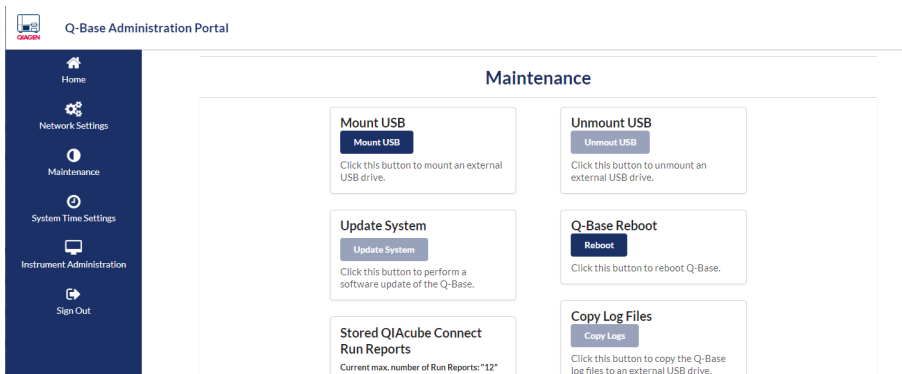 QIAGEN
Q-Base Administration Portal
Home
Network Settings
Maintenance
System Time Settings
Instrument Administration
Sign Out
Maintenance
Mount USB
Mount USB
Click this button to mount an external
USB drive.
Unmount USB
Unmout USB
Click this button to unmount an
external USB drive.
Update System
Update System
Click this button to perform a
software update of the Q-Base.
Q-Base Reboot
Reboot
Click this button to reboot Q-Base.
Stored QIAcube Connect
Run Reports
Current max. number of Run Reports: "12"
Copy Log Files
Copy Logs
Click this button to copy the Q-Base
log files to an external USB drive.